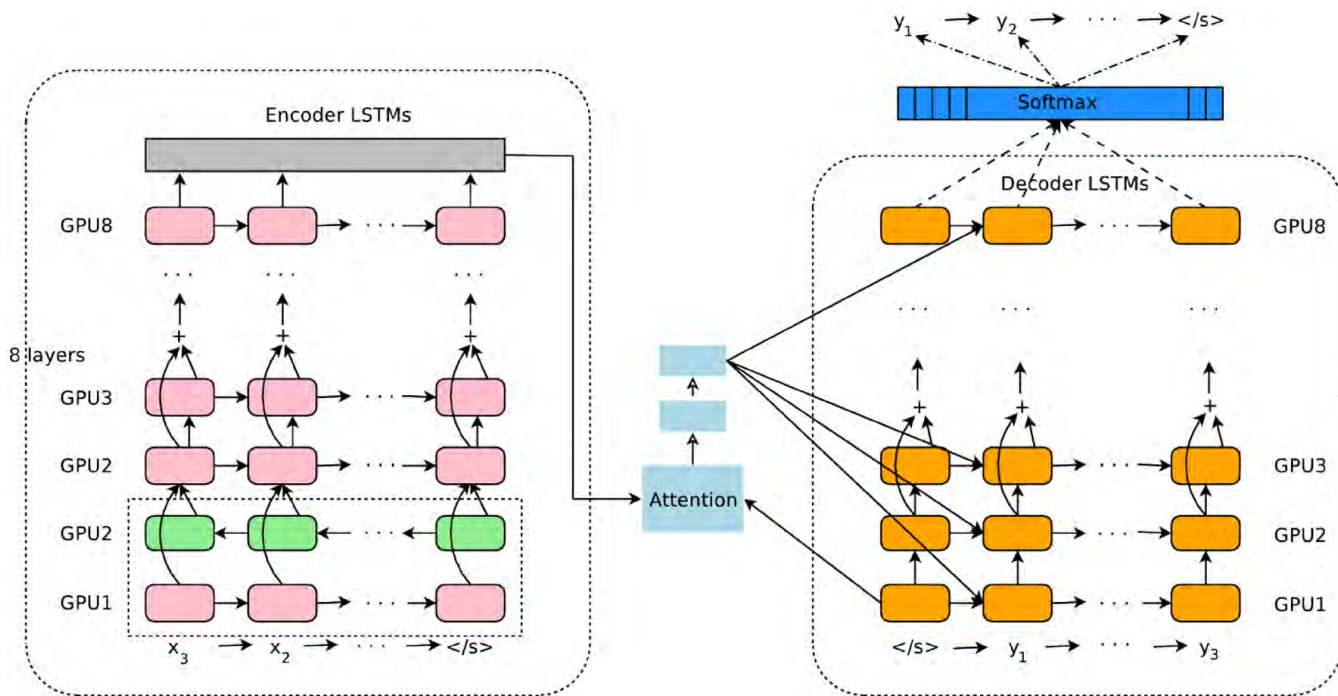 y1 y2 · · · </s>
Softmax
Encoder LSTMs
Decoder LSTMs
GPU8 · · · GPU8
· · · · · · · · ·
· · · · · · · · ·
+ + +
8 layers
GPU3 · · ·
+ + +
GPU2 · · · GPU3
Attention
GPU2 · · · GPU2
GPU1 · · · GPU1
x3 x2 · · · </s>
</s> y1 · · · y3